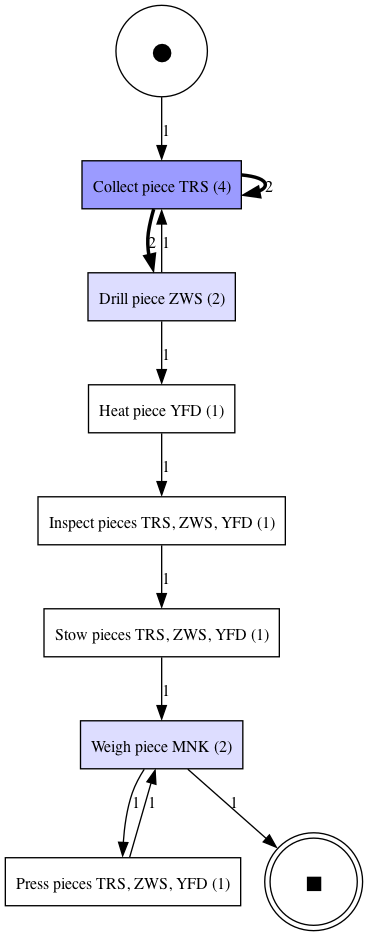 1
Collect piece TRS (4)
2
2
1
Drill piece ZWS (2)
1
Heat piece YFD (1)
1
Inspect pieces TRS, ZWS, YFD (1)
1
Stow pieces TRS, ZWS, YFD (1)
1
Weigh piece MNK (2)
1
1
1
Press pieces TRS, ZWS, YFD (1)